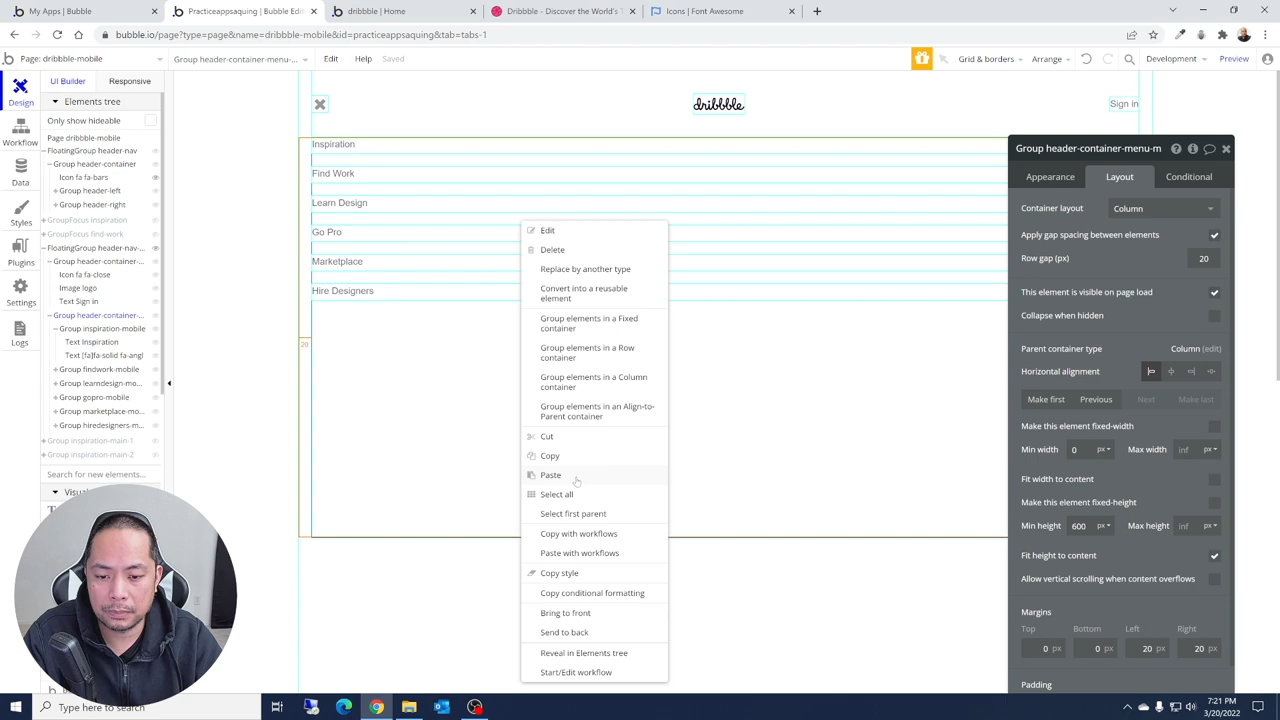 My Apps | Bubble
Practiceappsaquing | Bubble Edit
dribbble | Home
Dribbble - Discover the World's T
Icons | Font Awesome
bubble.io/page?type=page&name=dribbble-mobile&id=practiceappsaquing&tab=tabs-1
Page: dribbble-mobile
Group header-container-menu-...
Edit
Help
Saved
Grid & borders
Arrange
Development
Preview
Design
Workflow
Data
Styles
Plugins
Settings
Logs
UI Builder
Responsive
Elements tree
Only show hideable
Page dribbble-mobile
FloatingGroup header-nav
Group header-container
Icon fa fa-bars
Group header-left
Group header-right
GroupFocus inspiration
GroupFocus find-work
FloatingGroup header-nav-...
Group header-container-...
Icon fa fa-close
Image logo
Text Sign in
Group header-container-...
Group inspiration-mobile
Text Inspiration
Text [fa]fa-solid fa-angl
Group findwork-mobile
Group learndesign-mo...
Group gopro-mobile
Group marketplace-mo...
Group hiredesigners-m...
Group inspiration-main-1
Group inspiration-main-2
Search for new elements...
dribbble
Sign in
Inspiration
Find Work
Learn Design
Go Pro
Marketplace
Hire Designers
20
Edit
Delete
Replace by another type
Convert into a reusable
element
Group elements in a Fixed
container
Group elements in a Row
container
Group elements in a Column
container
Group elements in an Align-to-
Parent container
Cut
Copy
Paste
Select all
Select first parent
Copy with workflows
Paste with workflows
Copy style
Copy conditional formatting
Bring to front
Send to back
Reveal in Elements tree
Start/Edit workflow
Group header-container-menu-m
Appearance
Layout
Conditional
Container layout
Column
Apply gap spacing between elements
Row gap (px)
20
This element is visible on page load
Collapse when hidden
Parent container type
Column (edit)
Horizontal alignment
Make first
Previous
Next
Make last
Make this element fixed-width
Min width
0
px
Max width
inf
px
Fit width to content
Make this element fixed-height
Min height
600
px
Max height
inf
px
Fit height to content
Allow vertical scrolling when content overflows
Margins
Top
Bottom
Left
Right
0 px
0 px
20 px
20 px
Padding
Type here to search
7:21 PM
3/20/2022